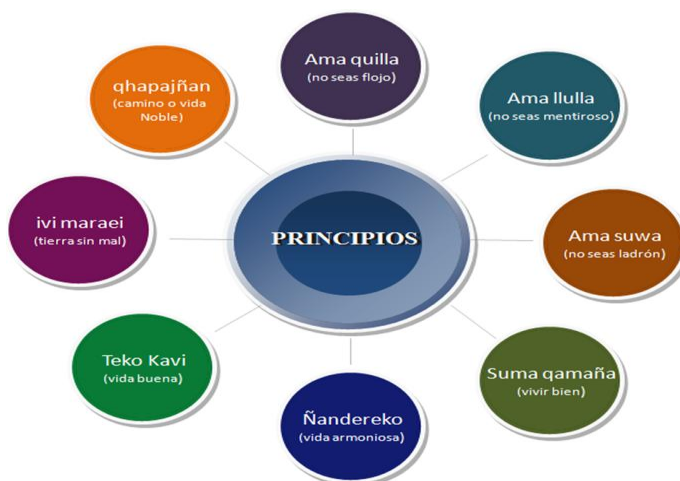 Ama quilla
(no seas flojo)
Ama llulla
(no seas mentiroso)
Ama suwa
(no seas ladrón)
Suma qamaña
(vivir bien)
Ñandereko
(vida armoniosa)
Teko Kavi
(vida buena)
ivi maraei
(tierra sin mal)
qhapajñan
(camino o vida
Noble)
PRINCIPIOS